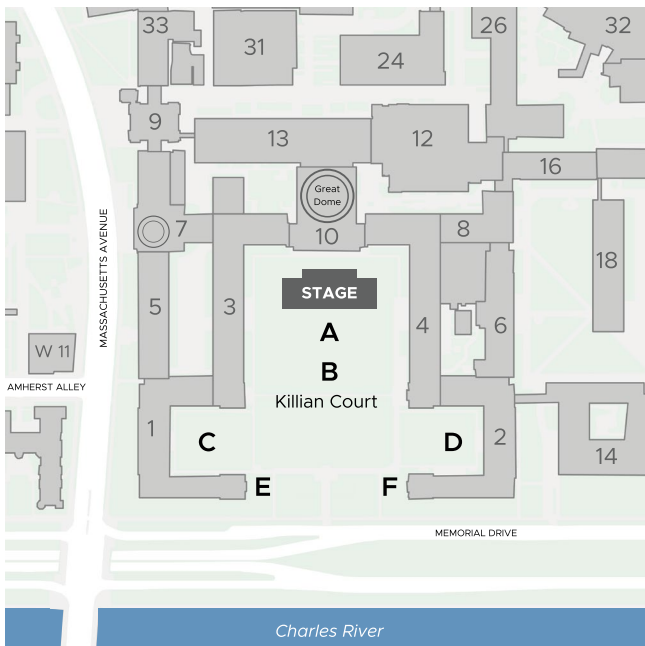 33
31
24
26
32
9
13
12
16
Great
Dome
7
10
8
18
MASSACHUSETTS AVENUE
STAGE
5
3
A
4
6
W 11
B
AMHERST ALLEY
Killian Court
1
C
D
2
14
E
F
MEMORIAL DRIVE
Charles River